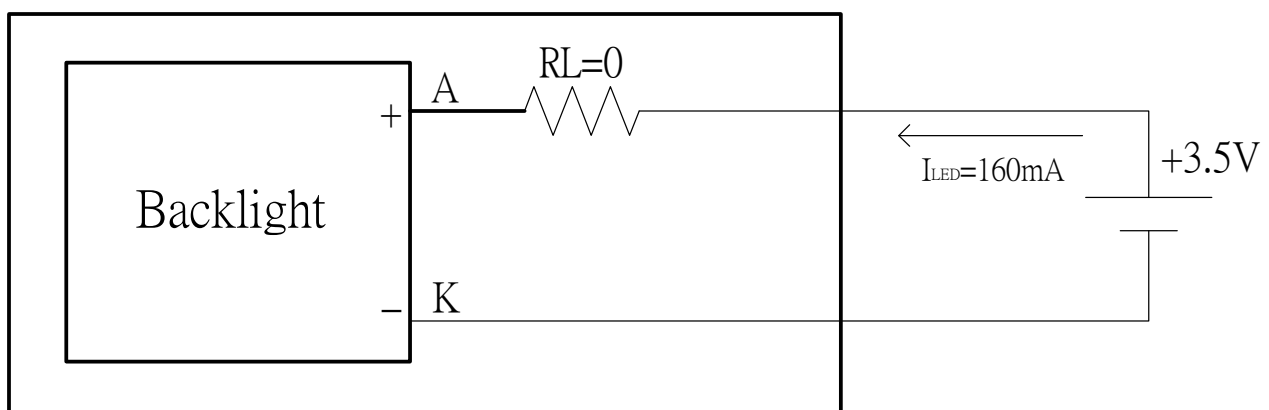 RL=0
A
+
+3.5V
ILED=160mA
Backlight
K
−